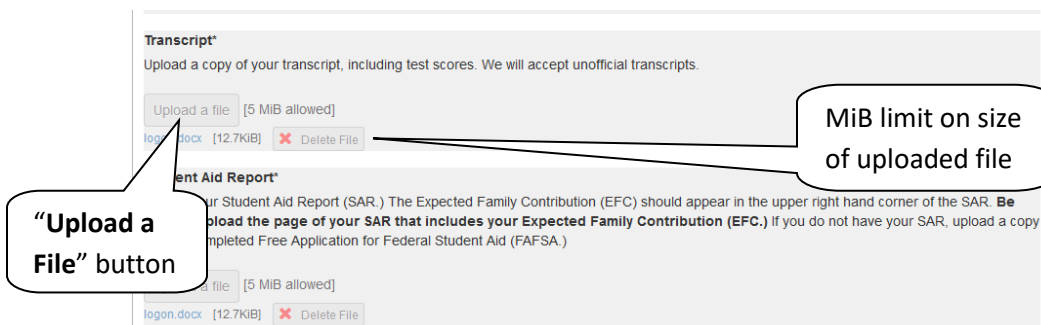 Transcript*
Upload a copy of your transcript, including test scores. We will accept unofficial transcripts.
Upload a file [5 MiB allowed]
logon.docx [12.7KiB] Delete File
MiB limit on size
of uploaded file
ent Aid Report*
ur Student Aid Report (SAR.) The Expected Family Contribution (EFC) should appear in the upper right hand corner of the SAR. Be
pload the page of your SAR that includes your Expected Family Contribution (EFC.) If you do not have your SAR, upload a copy
mpleted Free Application for Federal Student Aid (FAFSA.)
"Upload a
File" button
a file [5 MiB allowed]
logon.docx [12.7KiB] Delete File